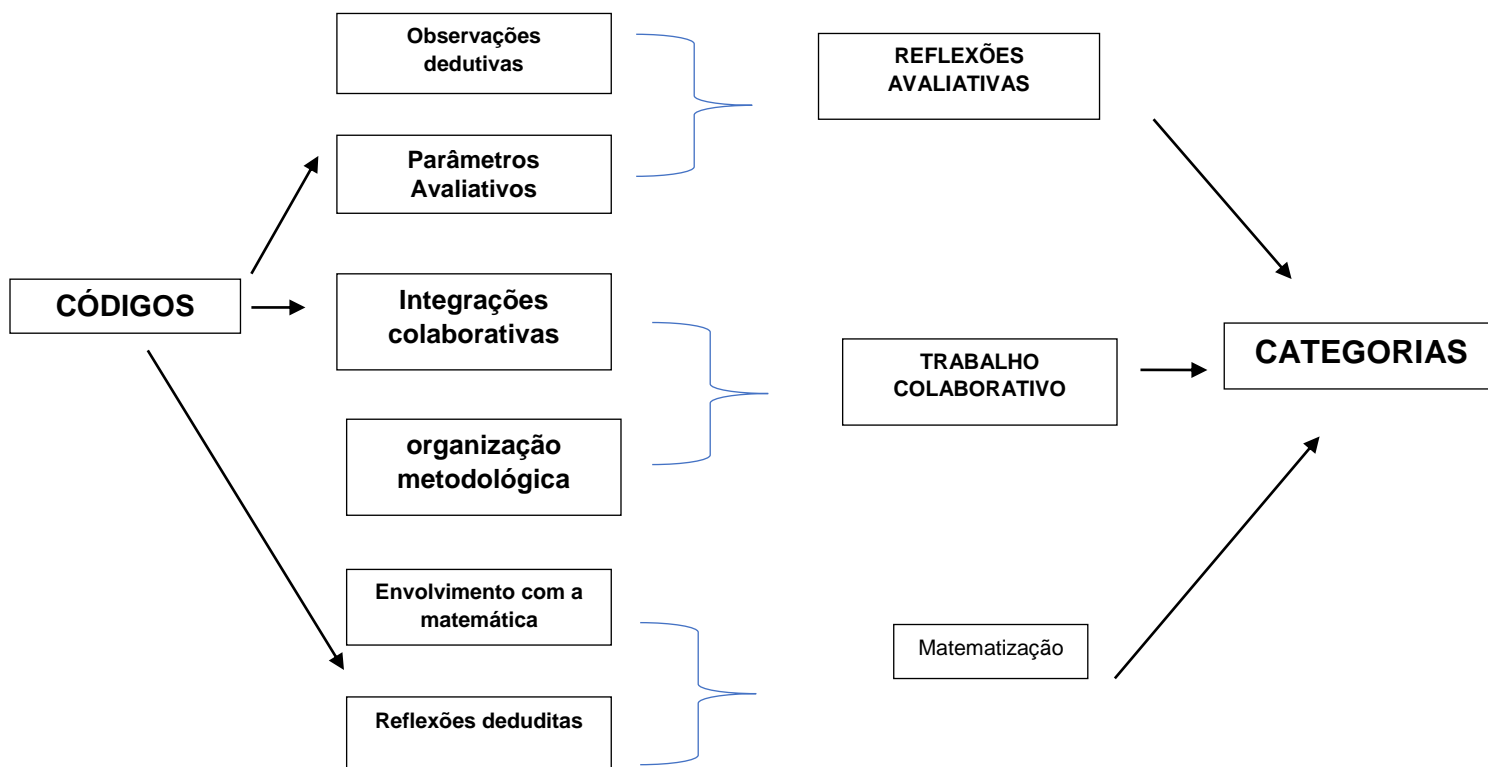 Observações
dedutivas
Parâmetros
Avaliativos
CÓDIGOS
Integrações
colaborativas
organização
metodológica
Envolvimento com a
matemática
Reflexões deduditas
REFLEXÕES
AVALIATIVAS
TRABALHO
COLABORATIVO
Matematização
CATEGORIAS